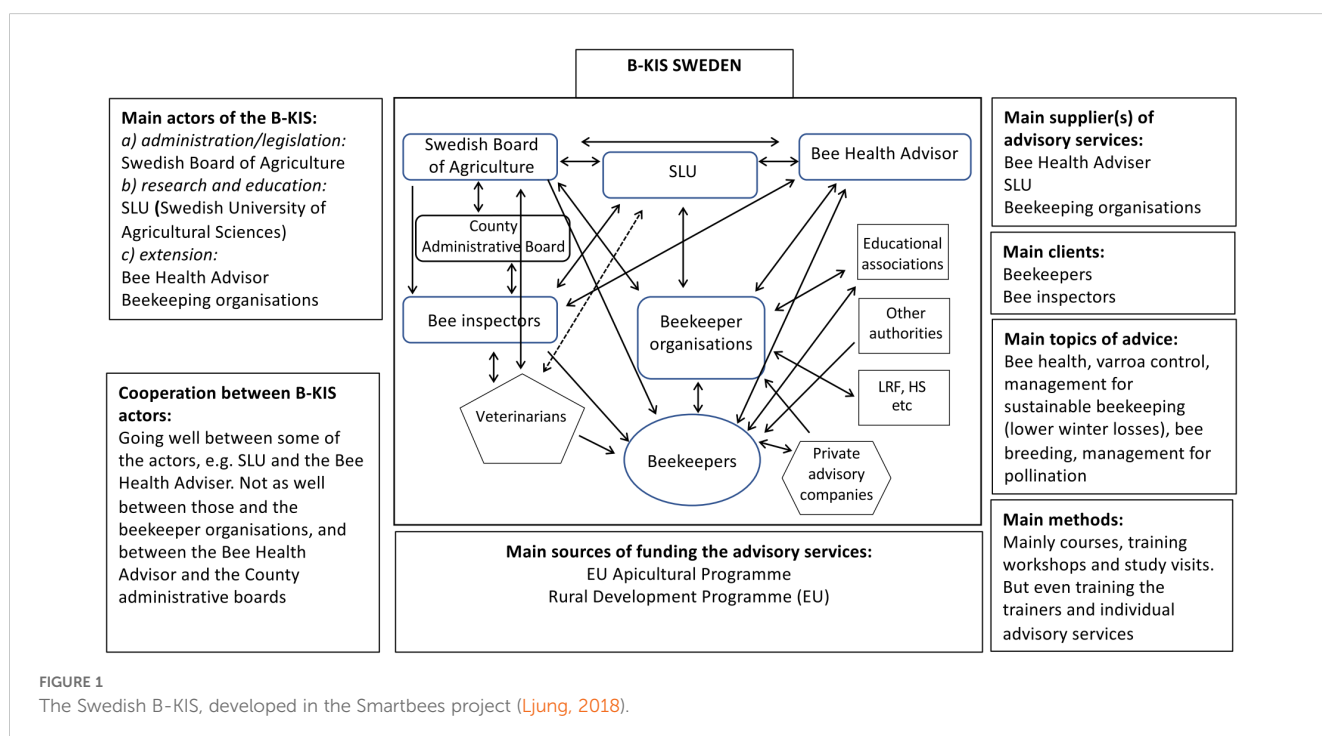 B-KIS SWEDEN
Main actors of the B-KIS:
a) administration/legislation:
Swedish Board of Agriculture
b) research and education:
SLU (Swedish University of
Agricultural Sciences)
c) extension:
Bee Health Advisor
Beekeeping organisations
Cooperation between B-KIS
actors:
Going well between some of
the actors, e.g. SLU and the Bee
Health Adviser. Not as well
between those and the
beekeeper organisations, and
between the Bee Health
Advisor and the County
administrative boards
Swedish Board
of Agriculture
SLU
Bee Health Advisor
County
Administrative Board
Educational
associations
Bee inspectors
Beekeeper
organisations
Other
authorities
LRF, HS
etc
Veterinarians
Beekeepers
Private
advisory
companies
Main sources of funding the advisory services:
EU Apicultural Programme
Rural Development Programme (EU)
Main supplier(s) of
advisory services:
Bee Health Adviser
SLU
Beekeeping organisations
Main clients:
Beekeepers
Bee inspectors
Main topics of advice:
Bee health, varroa control,
management for
sustainable beekeeping
(lower winter losses), bee
breeding, management for
pollination
Main methods:
Mainly courses, training
workshops and study visits.
But even training the
trainers and individual
advisory services
FIGURE 1
The Swedish B-KIS, developed in the Smartbees project (Ljung, 2018).